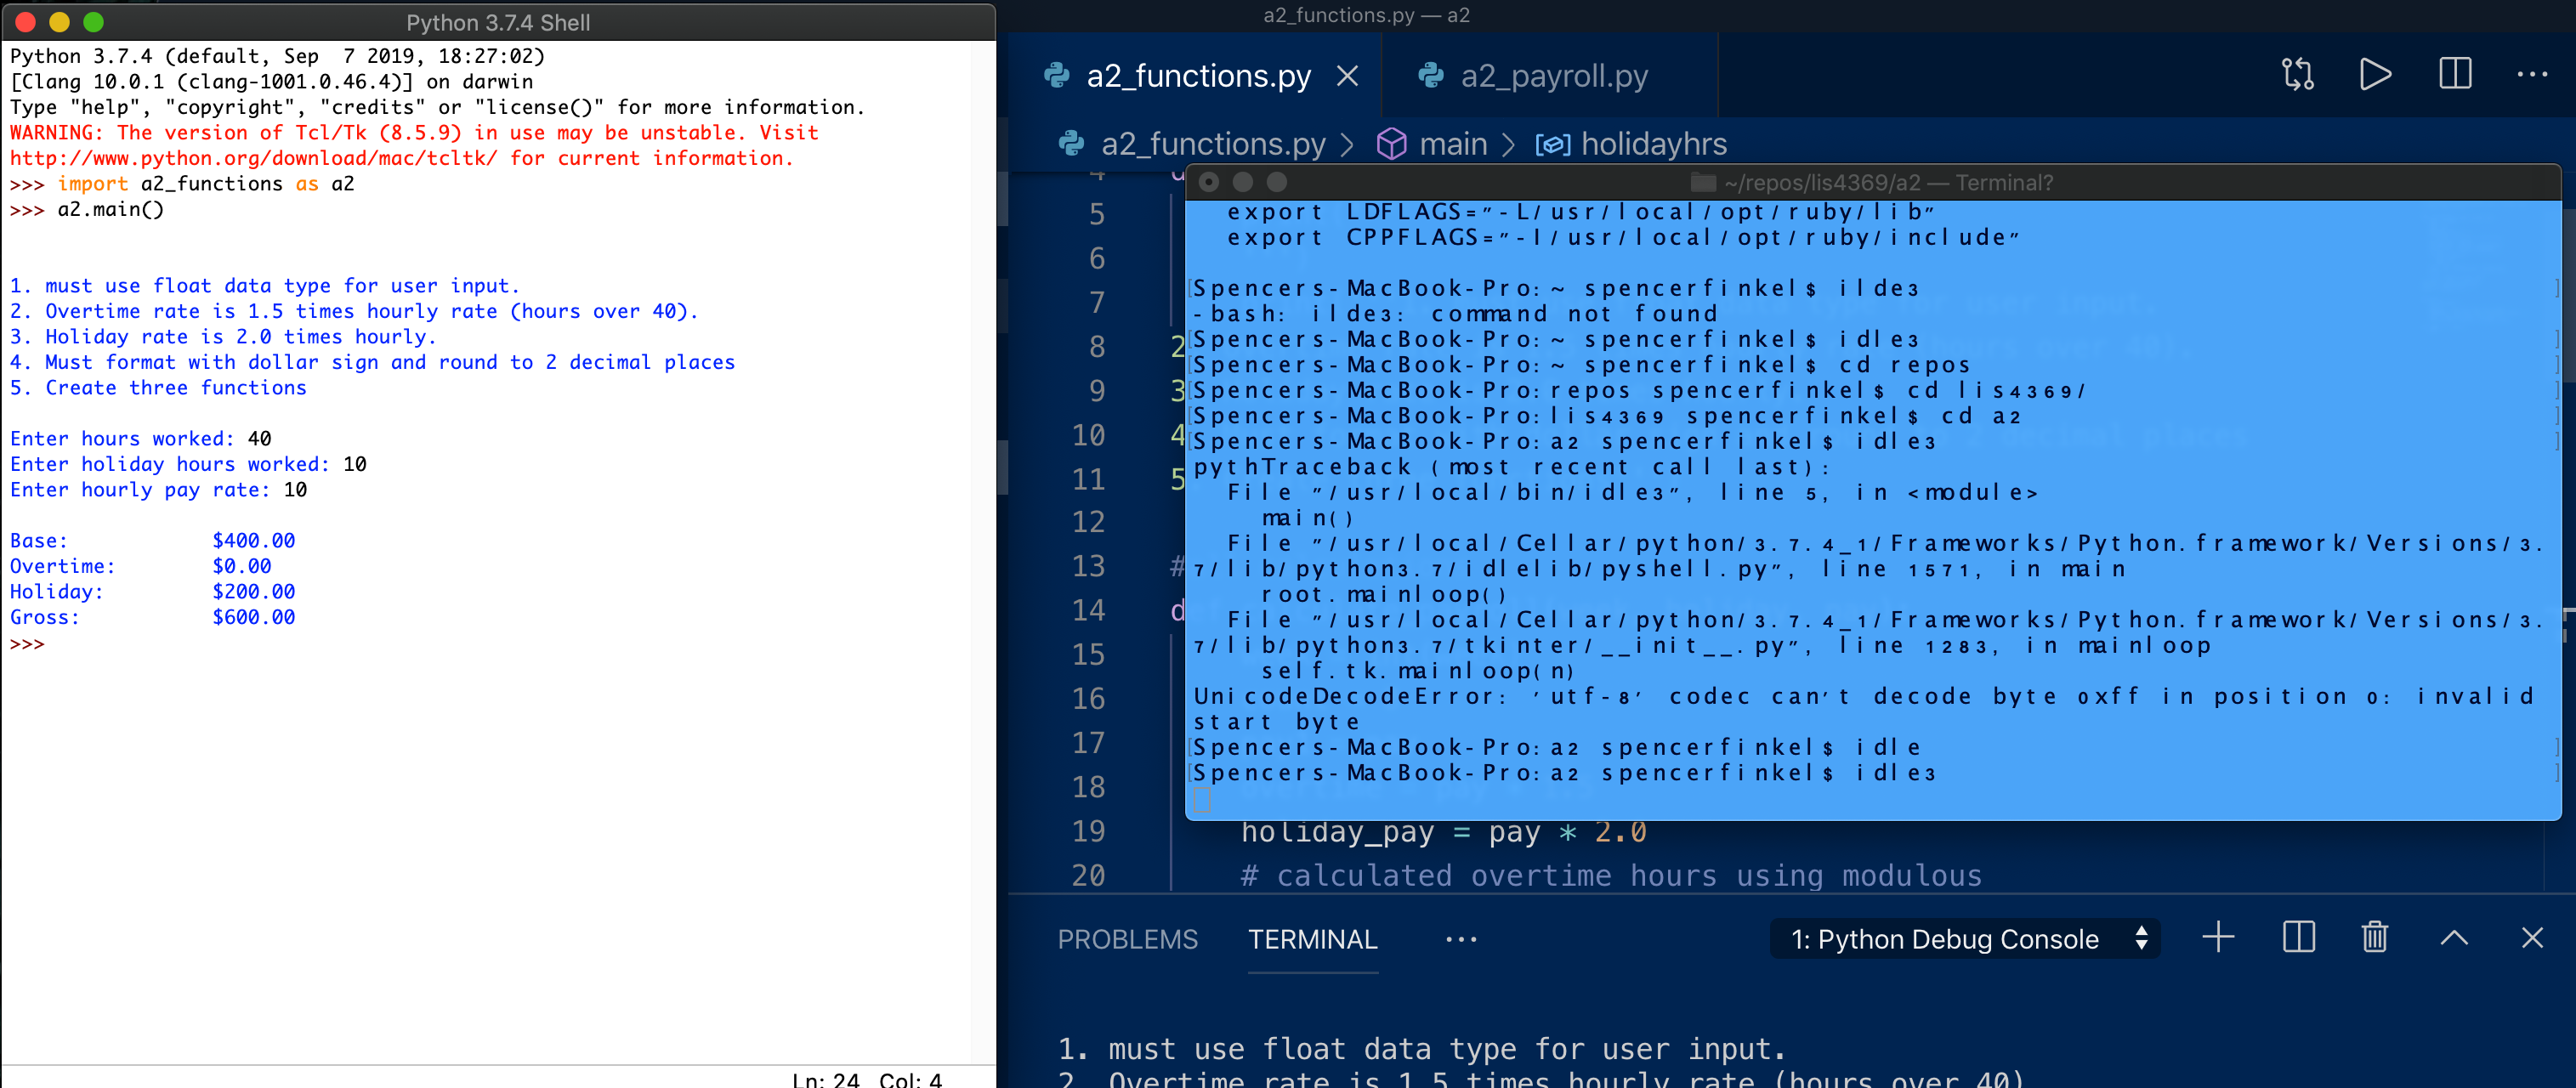 Python 3.7.4 Shell
Python 3.7.4 (default, Sep  7 2019, 18:27:02)
[Clang 10.0.1 (clang-1001.0.46.4)] on darwin
Type "help", "copyright", "credits" or "license()" for more information.
WARNING: The version of Tcl/Tk (8.5.9) in use may be unstable. Visit
http://www.python.org/download/mac/tcltk/ for current information.
>>> import a2_functions as a2
>>> a2.main()
1. must use float data type for user input.
2. Overtime rate is 1.5 times hourly rate (hours over 40).
3. Holiday rate is 2.0 times hourly.
4. Must format with dollar sign and round to 2 decimal places
5. Create three functions
Enter hours worked: 40
Enter holiday hours worked: 10
Enter hourly pay rate: 10
Base: $400.00
Overtime: $0.00
Holiday: $200.00
Gross: $600.00
>>>
Ln: 24 Col: 4
a2_functions.py — a2
a2_functions.py
a2_payroll.py
a2_functions.py > main > holidayhrs
4
5
6
7
8 2
9 3
10 4
11 5
12
13 #
14 d
15
16
17
18
19 holiday_pay = pay * 2.0
20 # calculated overtime hours using modulous
~/repos/lis4369/a2 — Terminal?
export LDFLAGS="-L/usr/local/opt/ruby/lib"
export CPPFLAGS="-I/usr/local/opt/ruby/include"
[Spencers-MacBook-Pro:~ spencerfinkel$ ilde3 ]
-bash: ilde3: command not found
[Spencers-MacBook-Pro:~ spencerfinkel$ idle3 ]
[Spencers-MacBook-Pro:~ spencerfinkel$ cd repos ]
[Spencers-MacBook-Pro:repos spencerfinkel$ cd lis4369/ ]
[Spencers-MacBook-Pro:lis4369 spencerfinkel$ cd a2 ]
[Spencers-MacBook-Pro:a2 spencerfinkel$ idle3 ]
pythTraceback (most recent call last):
File "/usr/local/bin/idle3", line 5, in <module>
main()
File "/usr/local/Cellar/python/3.7.4_1/Frameworks/Python.framework/Versions/3.
7/lib/python3.7/idlelib/pyshell.py", line 1571, in main
root.mainloop()
File "/usr/local/Cellar/python/3.7.4_1/Frameworks/Python.framework/Versions/3.
7/lib/python3.7/tkinter/__init__.py", line 1283, in mainloop
self.tk.mainloop(n)
UnicodeDecodeError: 'utf-8' codec can't decode byte 0xff in position 0: invalid
start byte
[Spencers-MacBook-Pro:a2 spencerfinkel$ idle ]
[Spencers-MacBook-Pro:a2 spencerfinkel$ idle3 ]
PROBLEMS TERMINAL ···
1: Python Debug Console
1. must use float data type for user input.
2. Overtime rate is 1.5 times hourly rate (hours over 40).